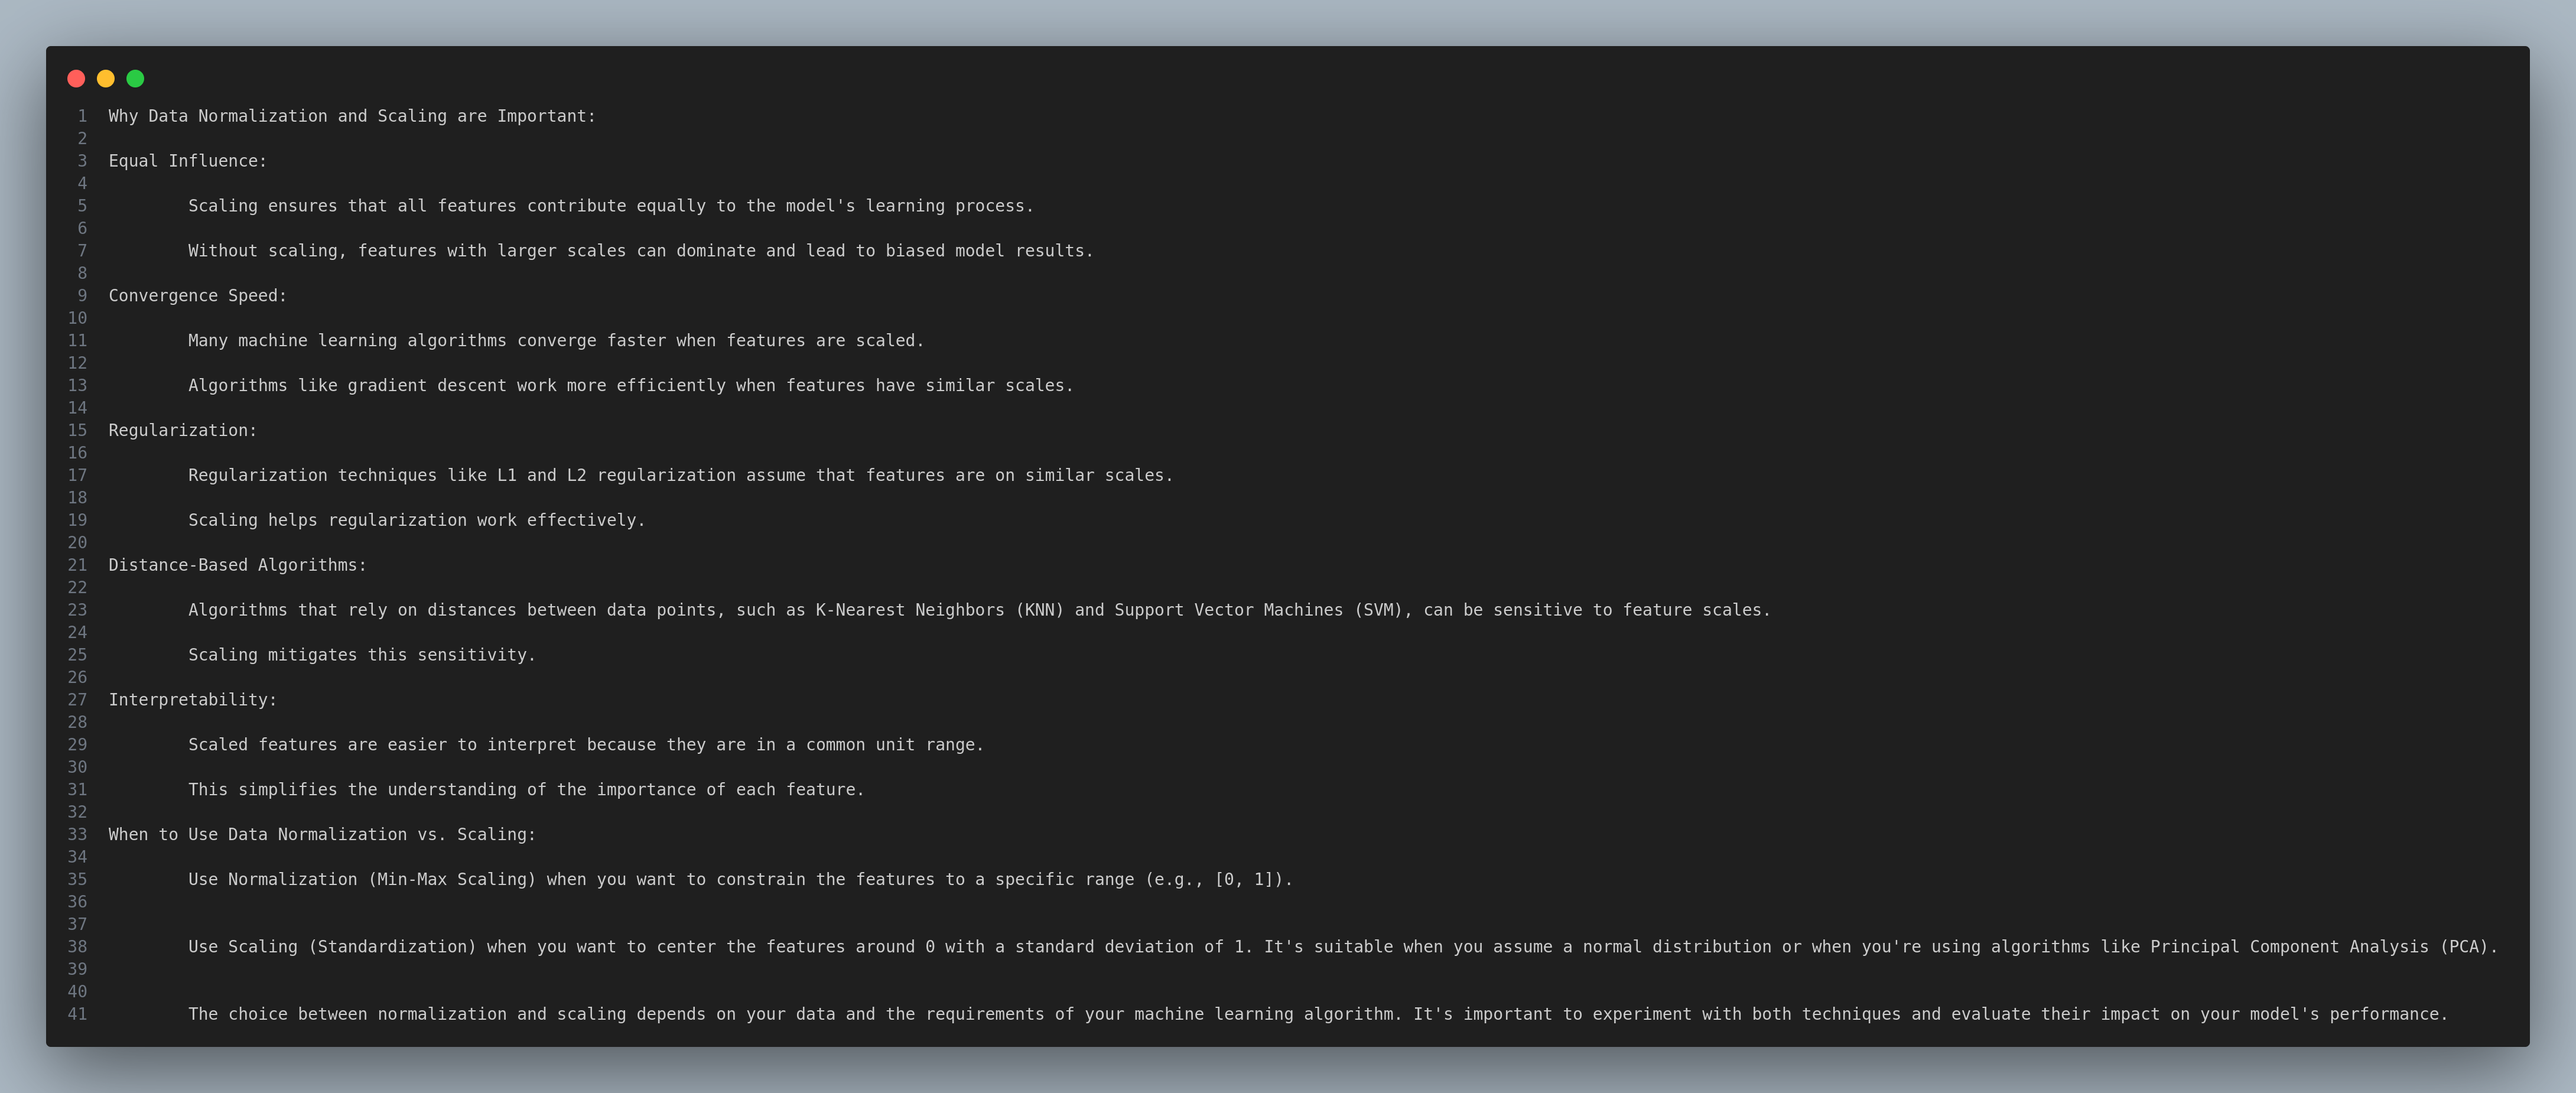 1 Why Data Normalization and Scaling are Important:
2
3 Equal Influence:
4
5 Scaling ensures that all features contribute equally to the model's learning process.
6
7 Without scaling, features with larger scales can dominate and lead to biased model results.
8
9 Convergence Speed:
10
11 Many machine learning algorithms converge faster when features are scaled.
12
13 Algorithms like gradient descent work more efficiently when features have similar scales.
14
15 Regularization:
16
17 Regularization techniques like L1 and L2 regularization assume that features are on similar scales.
18
19 Scaling helps regularization work effectively.
20
21 Distance-Based Algorithms:
22
23 Algorithms that rely on distances between data points, such as K-Nearest Neighbors (KNN) and Support Vector Machines (SVM), can be sensitive to feature scales.
24
25 Scaling mitigates this sensitivity.
26
27 Interpretability:
28
29 Scaled features are easier to interpret because they are in a common unit range.
30
31 This simplifies the understanding of the importance of each feature.
32
33 When to Use Data Normalization vs. Scaling:
34
35 Use Normalization (Min-Max Scaling) when you want to constrain the features to a specific range (e.g., [0, 1]).
36
37
38 Use Scaling (Standardization) when you want to center the features around 0 with a standard deviation of 1. It's suitable when you assume a normal distribution or when you're using algorithms like Principal Component Analysis (PCA).
39
40
41 The choice between normalization and scaling depends on your data and the requirements of your machine learning algorithm. It's important to experiment with both techniques and evaluate their impact on your model's performance.